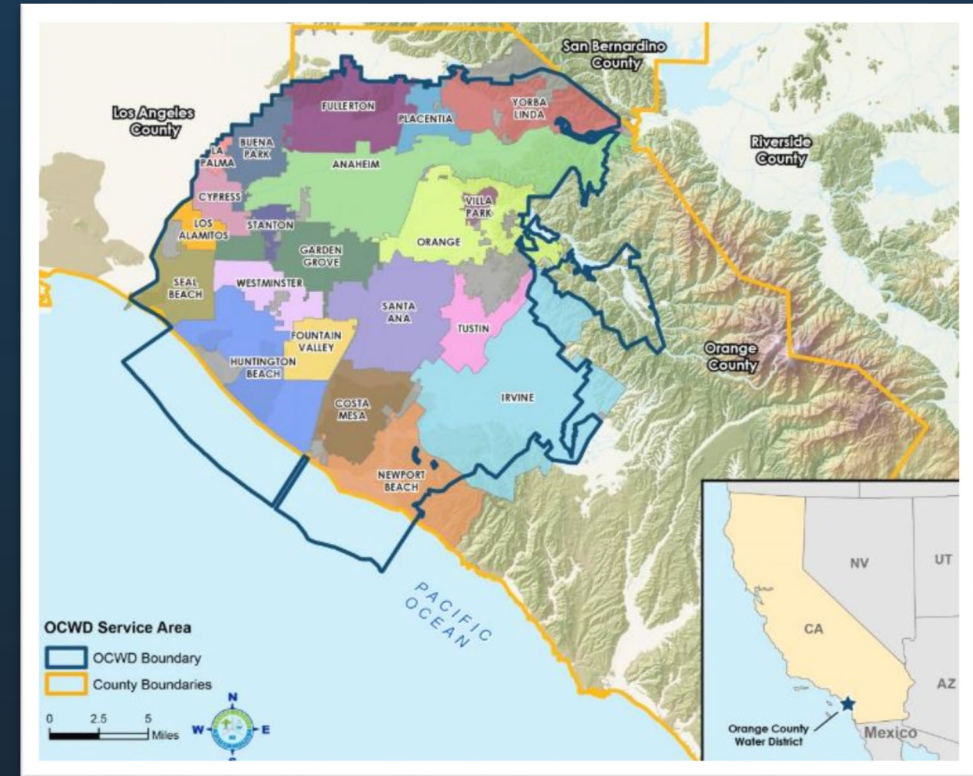 San Bernardino
County
Los Angeles
County
Riverside
County
FULLERTON
PLACENTIA
YORBA
LINDA
BUENA
PARK
LA
PALMA
ANAHEIM
CYPRESS
VILLA
PARK
LOS
ALAMITOS
STANTON
ORANGE
GARDEN
GROVE
SEAL
BEACH
WESTMINSTER
SANTA
ANA
TUSTIN
FOUNTAIN
VALLEY
HUNTINGTON
BEACH
Orange
County
COSTA
MESA
IRVINE
NEWPORT
BEACH
PACIFIC
OCEAN
OCWD Service Area
OCWD Boundary
County Boundaries
0 2.5 5
Miles
N
W E
S
NV
UT
CA
AZ
Orange County
Water District
Mexico